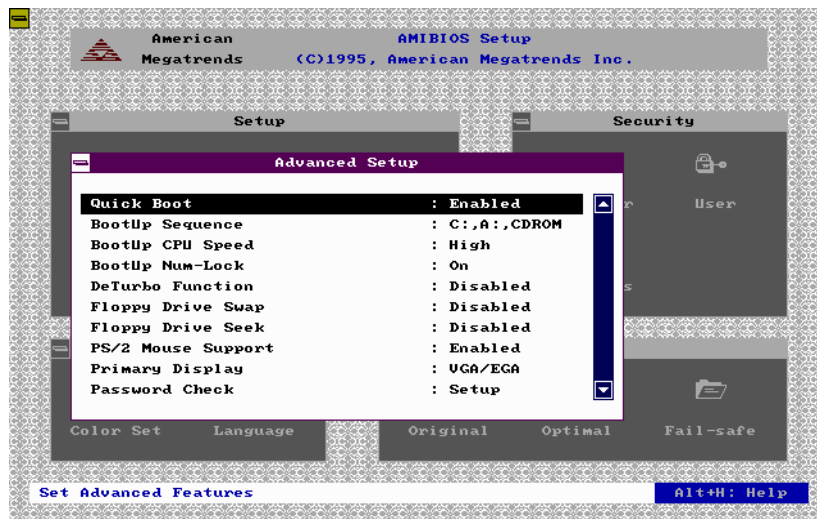 American AMIBIOS Setup
Megatrends (C)1995, American Megatrends Inc.
Setup Security
Advanced Setup
Quick Boot : Enabled
BootUp Sequence : C:,A:,CDROM
BootUp CPU Speed : High
BootUp Num-Lock : On
DeTurbo Function : Disabled
Floppy Drive Swap : Disabled
Floppy Drive Seek : Disabled
PS/2 Mouse Support : Enabled
Primary Display : VGA/EGA
Password Check : Setup
User
Color Set Language Original Optimal Fail-safe
Set Advanced Features Alt+H: Help